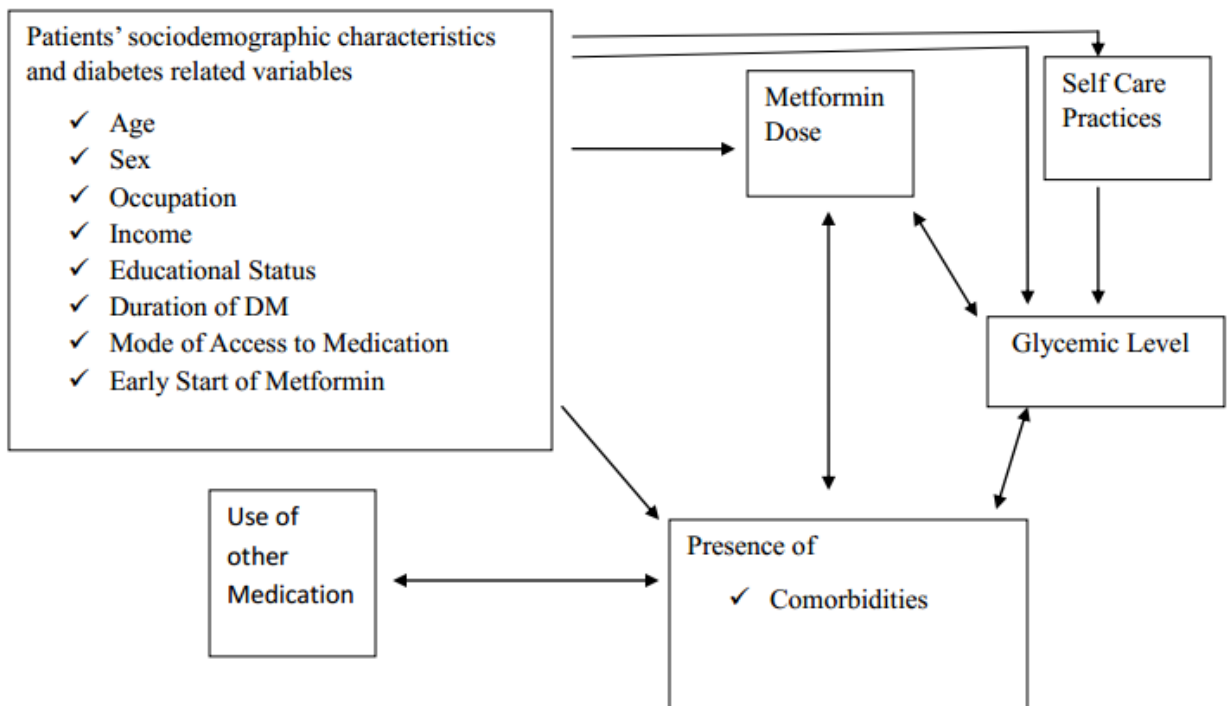 Patients’ sociodemographic characteristics
and diabetes related variables
✓ Age
✓ Sex
✓ Occupation
✓ Income
✓ Educational Status
✓ Duration of DM
✓ Mode of Access to Medication
✓ Early Start of Metformin
Metformin
Dose
Self Care
Practices
Glycemic Level
Use of
other
Medication
Presence of
✓ Comorbidities